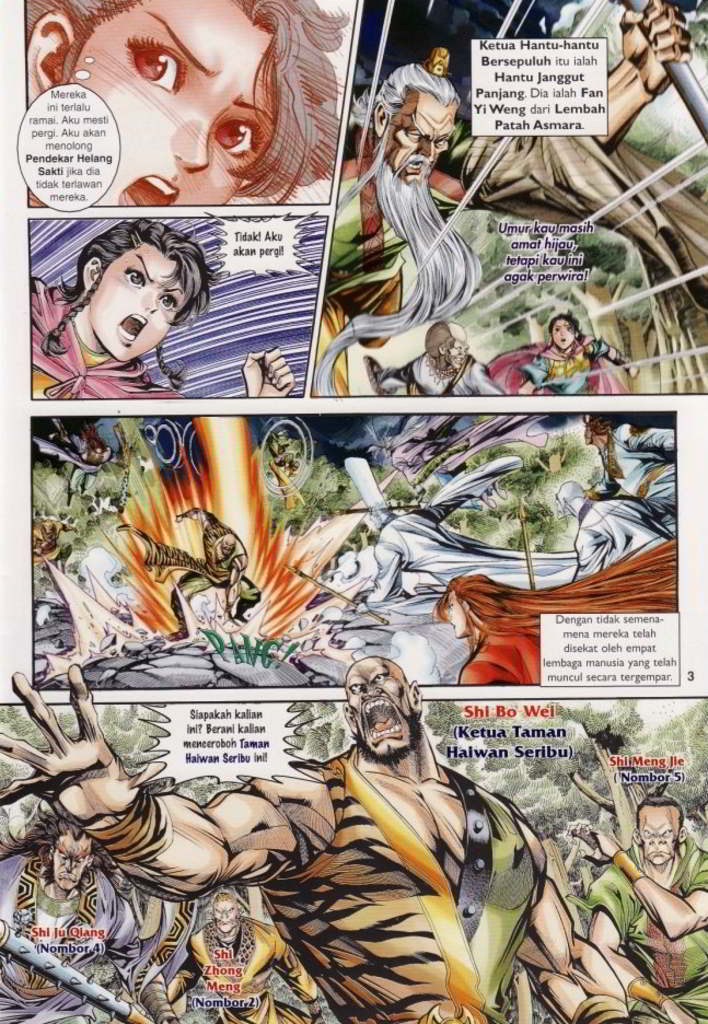 Mereka
ini terlalu
ramai. Aku mesti
pergi. Aku akan
menolong
Pendekar Helang
Sakti jika dia
tidak terlawan
mereka.
Ketua Hantu-hantu
Bersepuluh itu ialah
Hantu Janggut
Panjang. Dia ialah Fan
Yi Weng dari Lembah
Patah Asmara.
Tidak! Aku
akan pergi!
Umur kau masih
amat hijau,
tetapi kau ini
agak perwira!
PANG!
Dengan tidak semena-
mena mereka telah
disekat oleh empat
lembaga manusia yang telah
muncul secara tergempar.
3
Siapakah kalian
ini? Berani kalian
menceroboh Taman
Haiwan Seribu ini!
Shi Bo Wei
(Ketua Taman
Haiwan Seribu)
Shi Meng Jie
(Nombor 5)
Shi Ju Qiang
(Nombor 4)
Shi
Zhong
Meng
(Nombor 2)